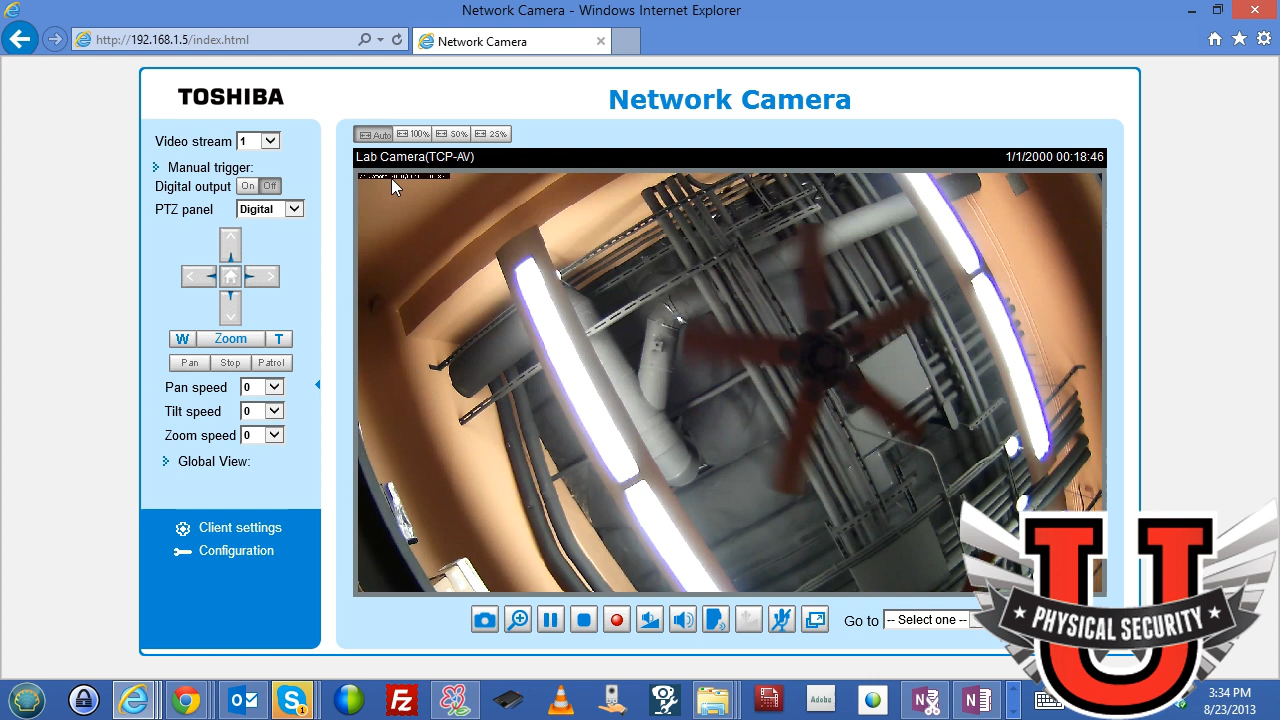 Network Camera - Windows Internet Explorer
http://192.168.1.5/index.html
Network Camera
TOSHIBA
Network Camera
Video stream 1
Manual trigger:
Digital output On Off
PTZ panel Digital
W Zoom T
Pan Stop Patrol
Pan speed 0
Tilt speed 0
Zoom speed 0
Global View:
Client settings
Configuration
Auto 100% 50% 25%
Lab Camera(TCP-AV) 1/1/2000 00:18:46
Go to -- Select one --
U
PHYSICAL SECURITY
S 1
Fz
Adobe
N
N
3:34 PM
8/23/2013